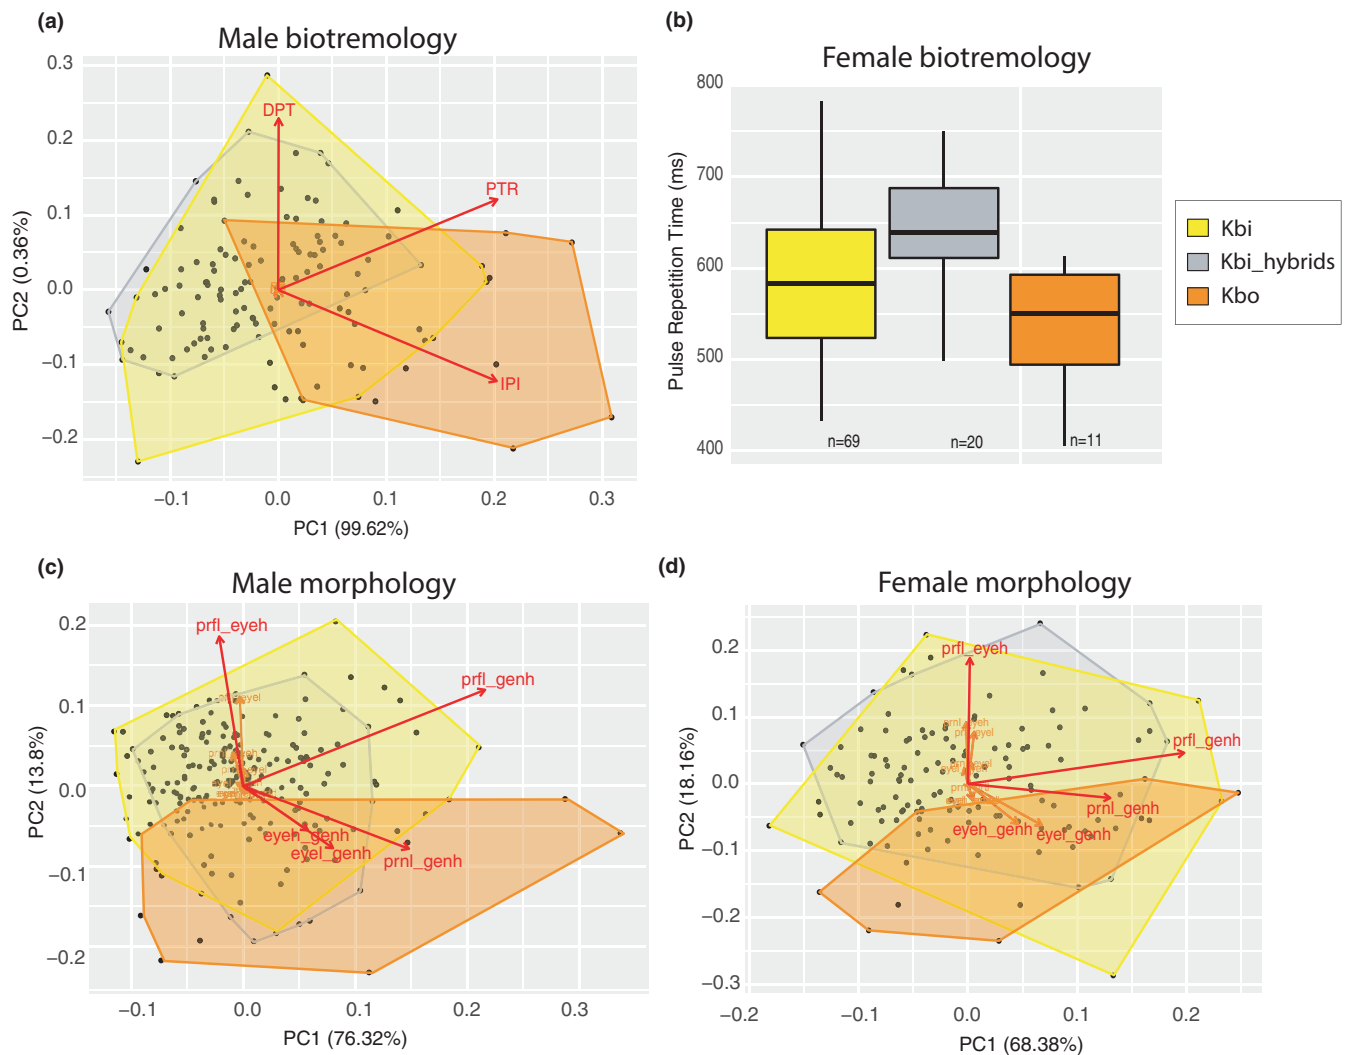 (a)
Male biotremology
0.3
0.2
0.1
0.0
−0.1
−0.2
PC2 (0.36%)
DPT
PTR
IPI
−0.1
0.0
0.1
0.2
0.3
PC1 (99.62%)
(b)
Female biotremology
800
700
600
500
400
Pulse Repetition Time (ms)
n=69
n=20
n=11
Kbi
Kbi_hybrids
Kbo
(c)
Male morphology
0.2
0.1
0.0
−0.1
−0.2
PC2 (13.8%)
prfl_eyeh
prfl_genh
eyeh_genh
eyel_genh
prnl_genh
−0.1
0.0
0.1
0.2
0.3
PC1 (76.32%)
(d)
Female morphology
0.2
0.1
0.0
−0.1
−0.2
−0.3
PC2 (18.16%)
prfl_eyeh
prnl_eyeh
prfl_eyel
prfl_genh
prnl_genh
eyeh_genh
eyel_genh
−0.2
−0.1
0.0
0.1
0.2
PC1 (68.38%)